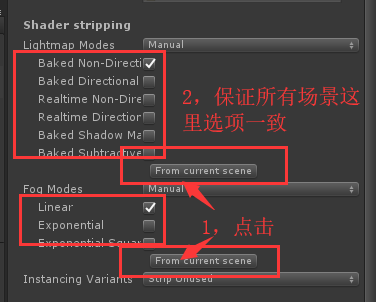 Shader stripping
Lightmap Modes Manual
Baked Non-Directi
Baked Directional
Realtime Non-Dire
Realtime Direction
Baked Shadow Ma
Baked Subtractive
2，保证所有场景这
里选项一致
From current scene
Fog Modes Manual
Linear
Exponential
Exponential Squar
1，点击
From current scene
Instancing Variants Strip Unused